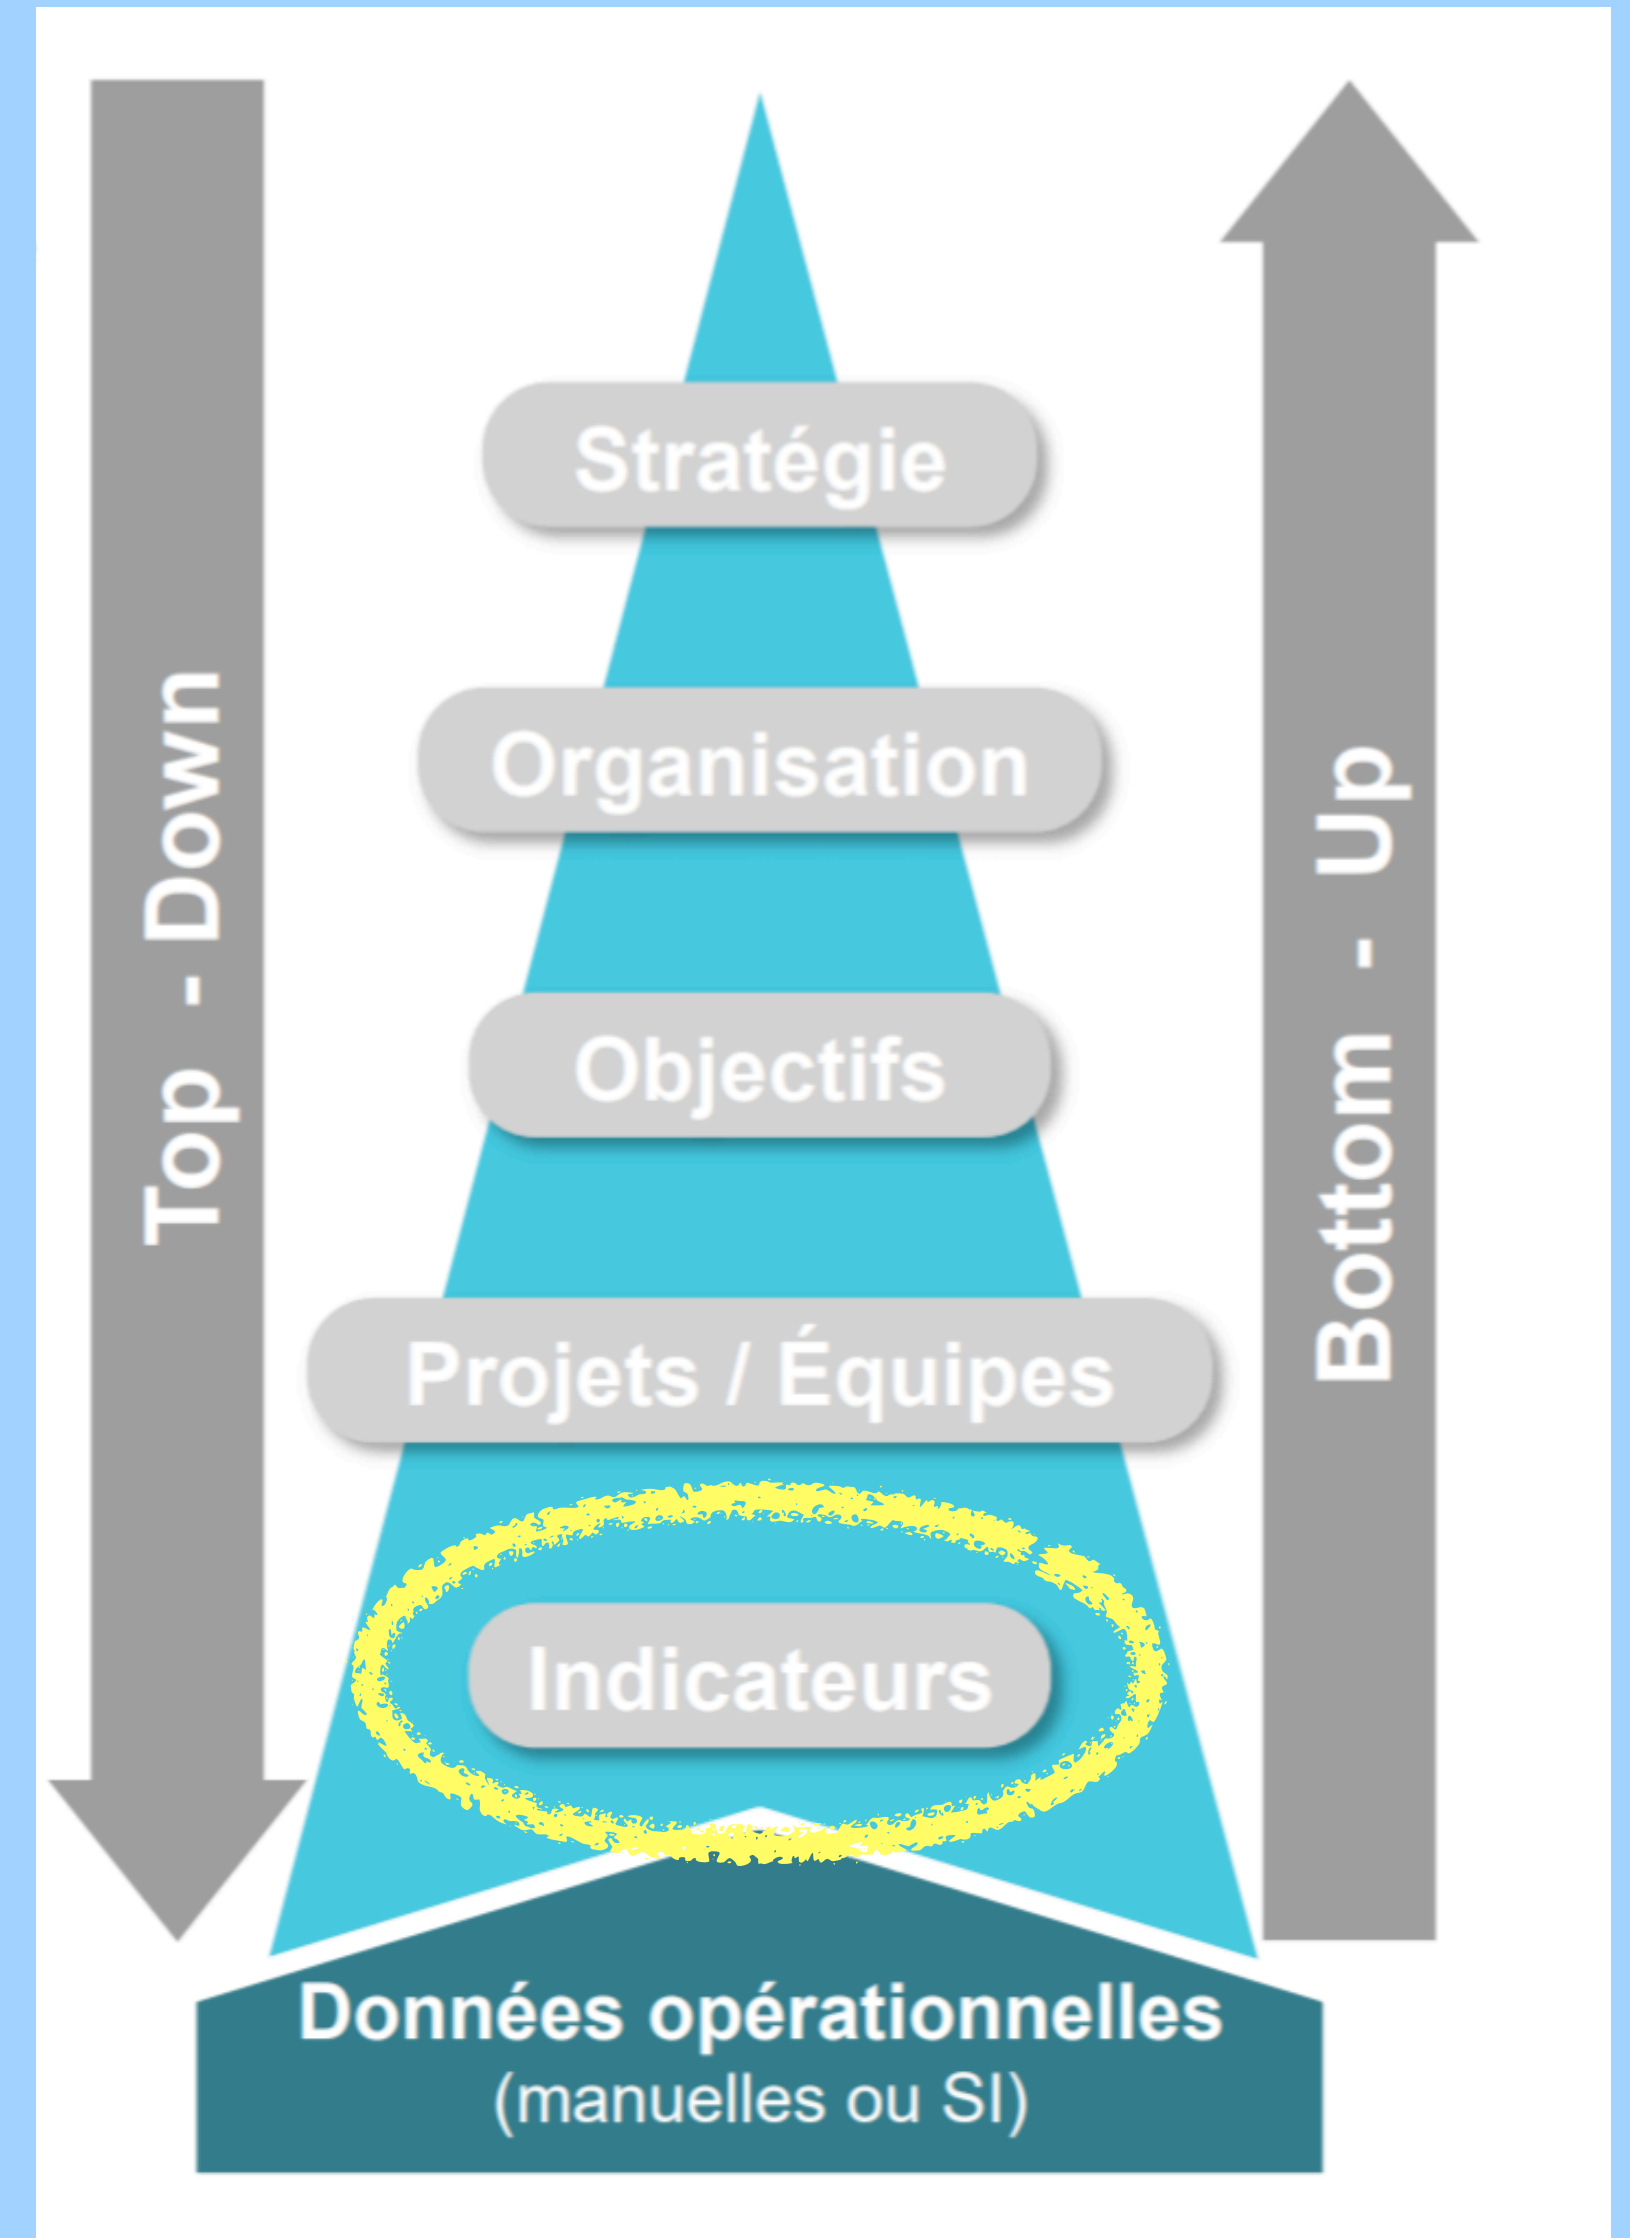 Top - Down
Stratégie
Organisation
Objectifs
Projets / Équipes
Indicateurs
Données opérationnelles
(manuelles ou SI)
Bottom - Up